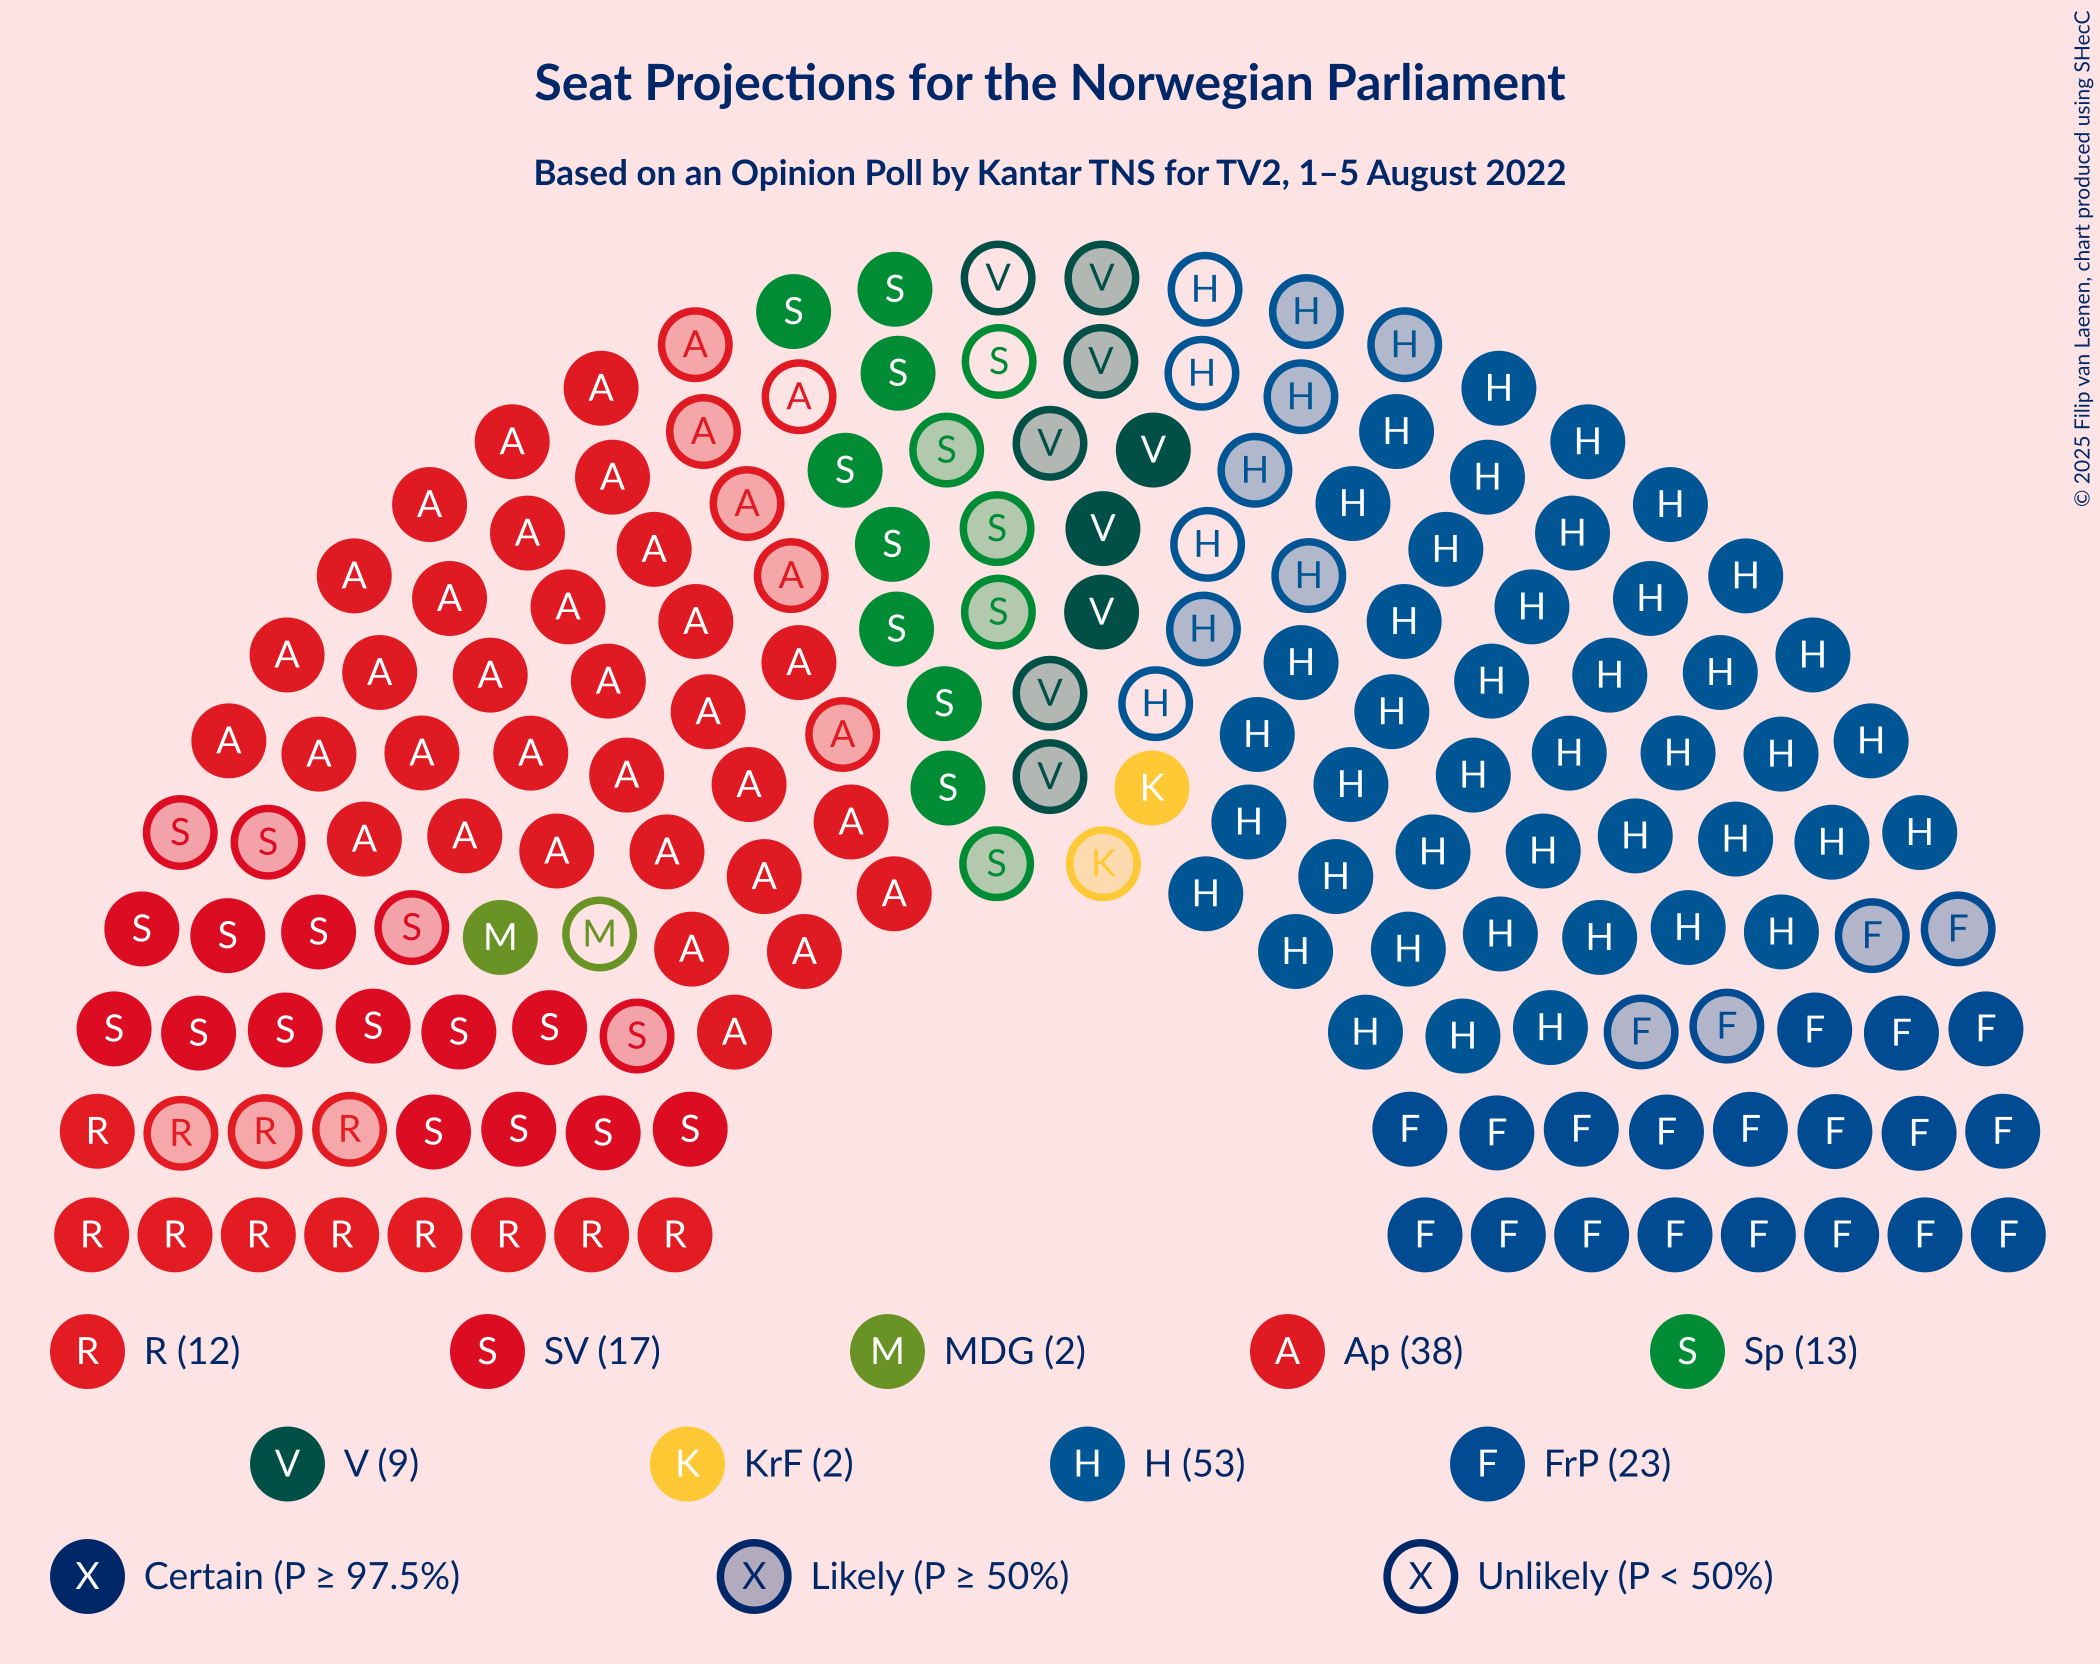 Seat Projections for the Norwegian Parliament
Based on an Opinion Poll by Kantar TNS for TV2, 1–5 August 2022
© 2025 Filip van Laenen, chart produced using SHecC
S S V V H H H
A A S S V H H H
A A A S S V V H H H
A A A A S S V H H H H H
A A A A A S S V H H H H H H
A A A A A A S V H H H H H H H
A A A A A A A S V K H H H H H H H
S S A A A A A A S K H H H H H H H H
S S S S M M A A A H H H H H H H F F
S S S S S S S A H H H F F F F F
R R R R S S S S F F F F F F F F
R R R R R R R R F F F F F F F F
R R (12) S SV (17) M MDG (2) A Ap (38) S Sp (13)
V V (9) K KrF (2) H H (53) F FrP (23)
X Certain (P ≥ 97.5%) X Likely (P ≥ 50%) X Unlikely (P < 50%)